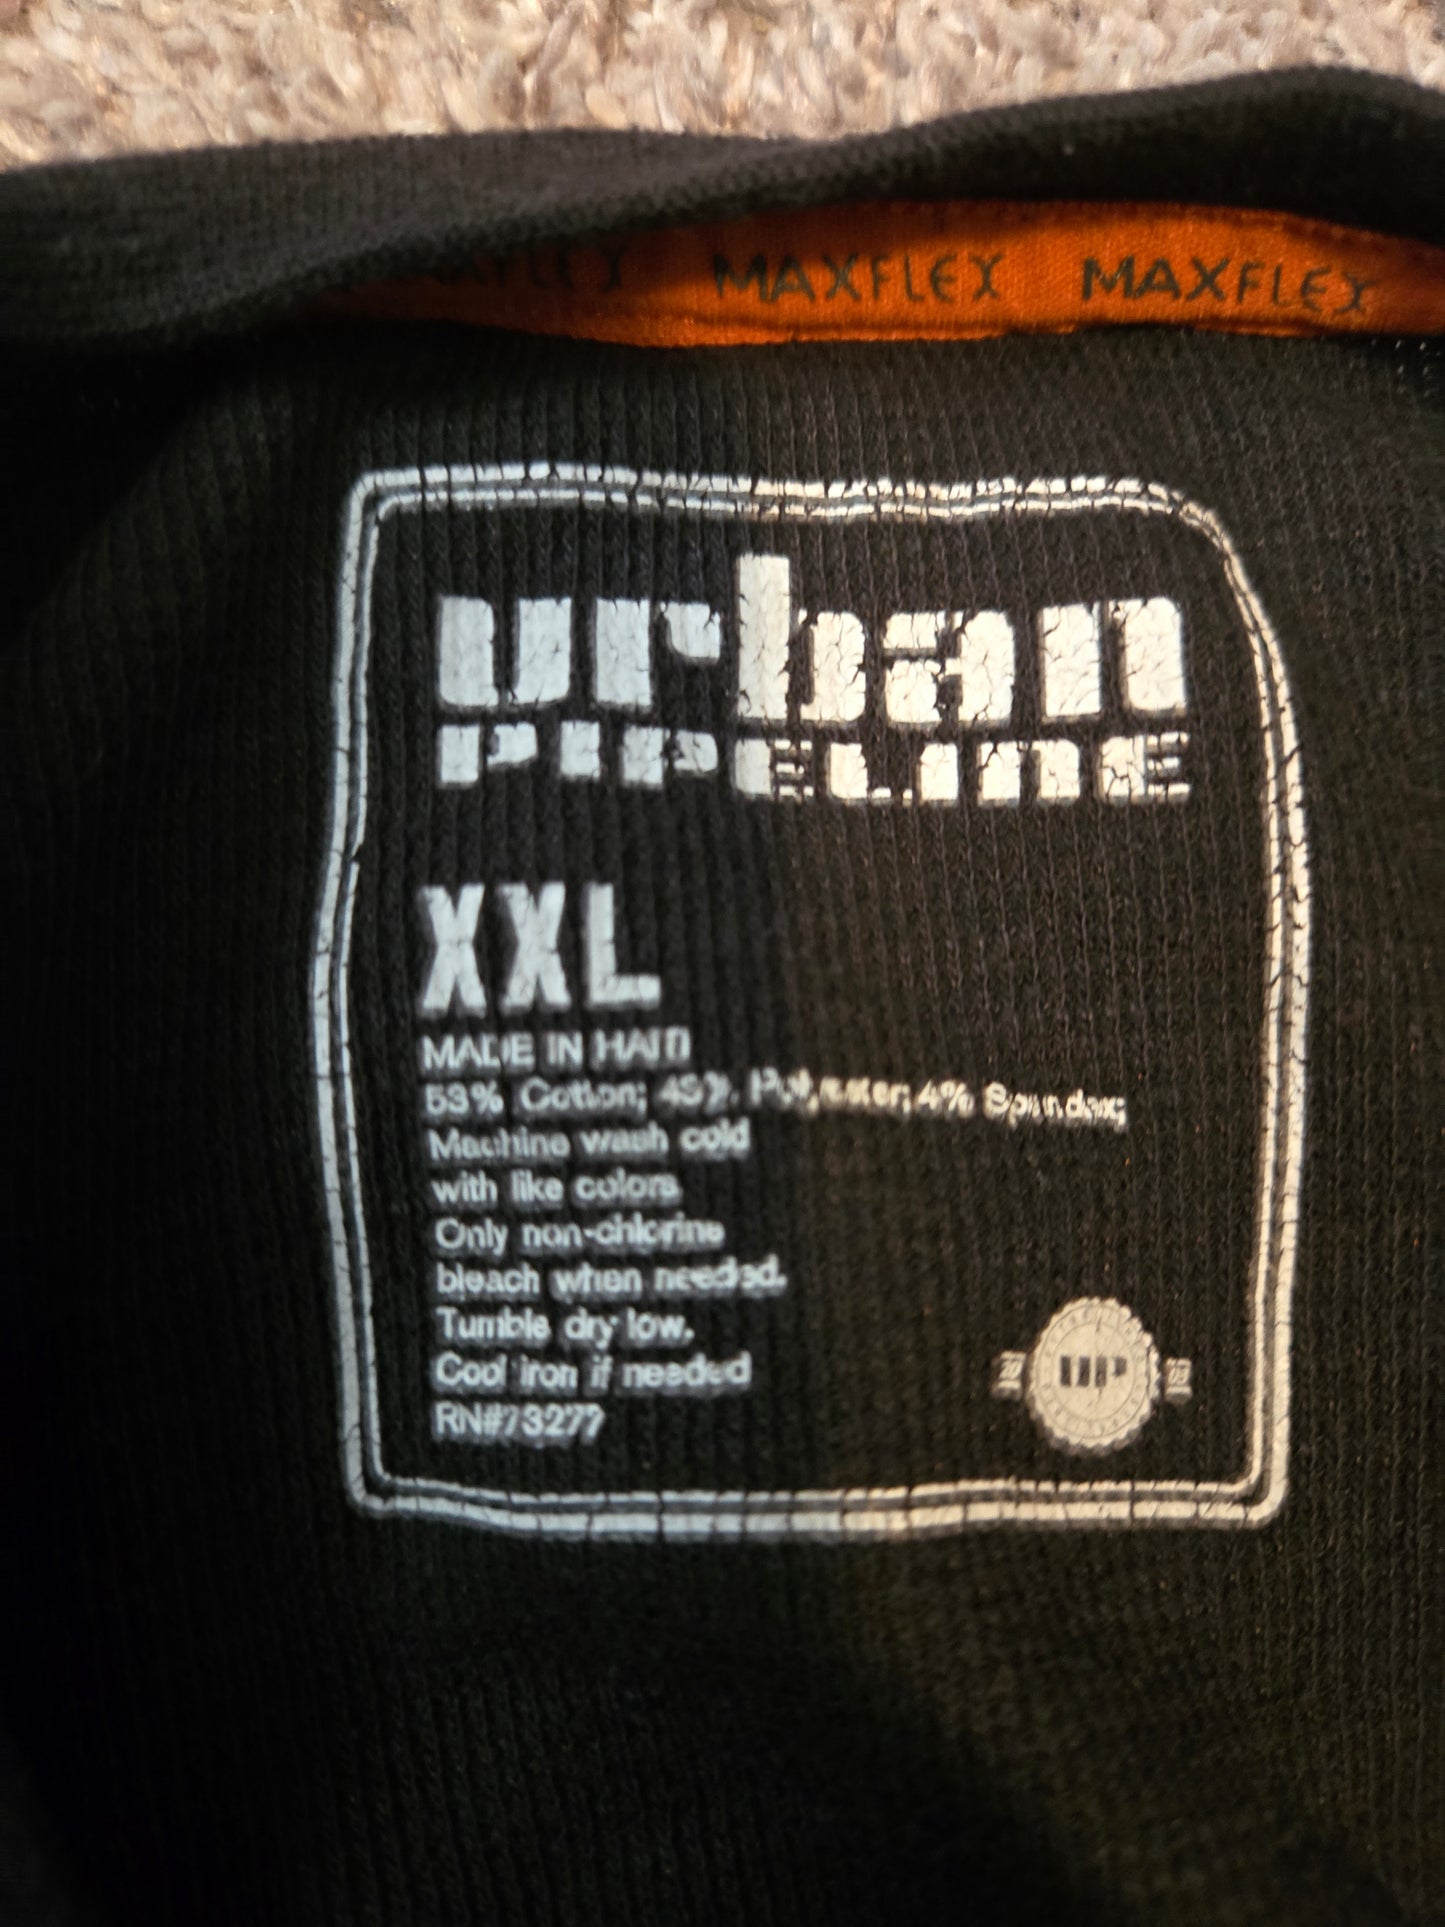 MAXFLEX MAXFLEX MAXFLEX
urban
PIPELINE
XXL
MADE IN HAITI
53% Cotton; 43% Polyester; 4% Spandex;
Machine wash cold
with like colors.
Only non-chlorine
bleach when needed.
Tumble dry low.
Cool iron if needed
RN#73277
UP